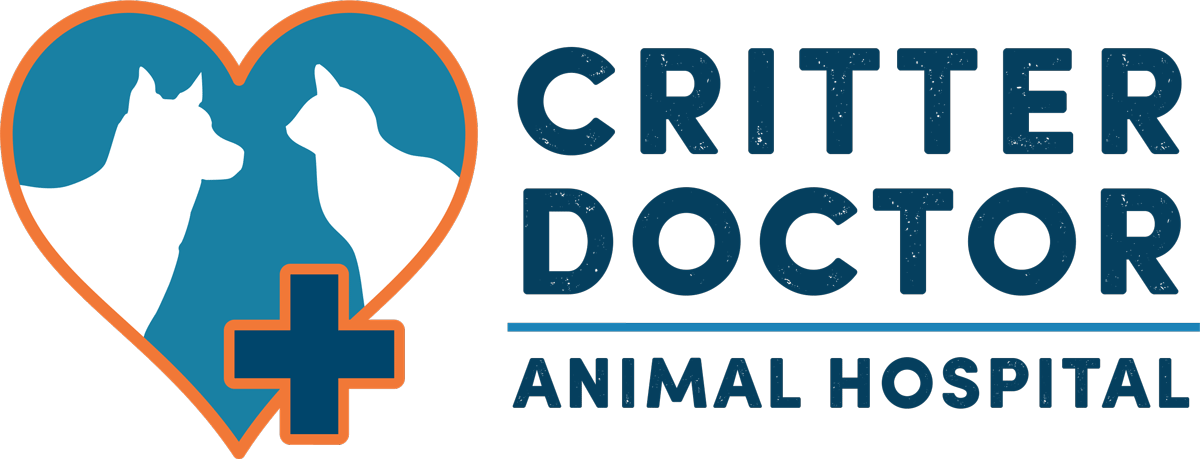 CRITTER
DOCTOR
ANIMAL HOSPITAL